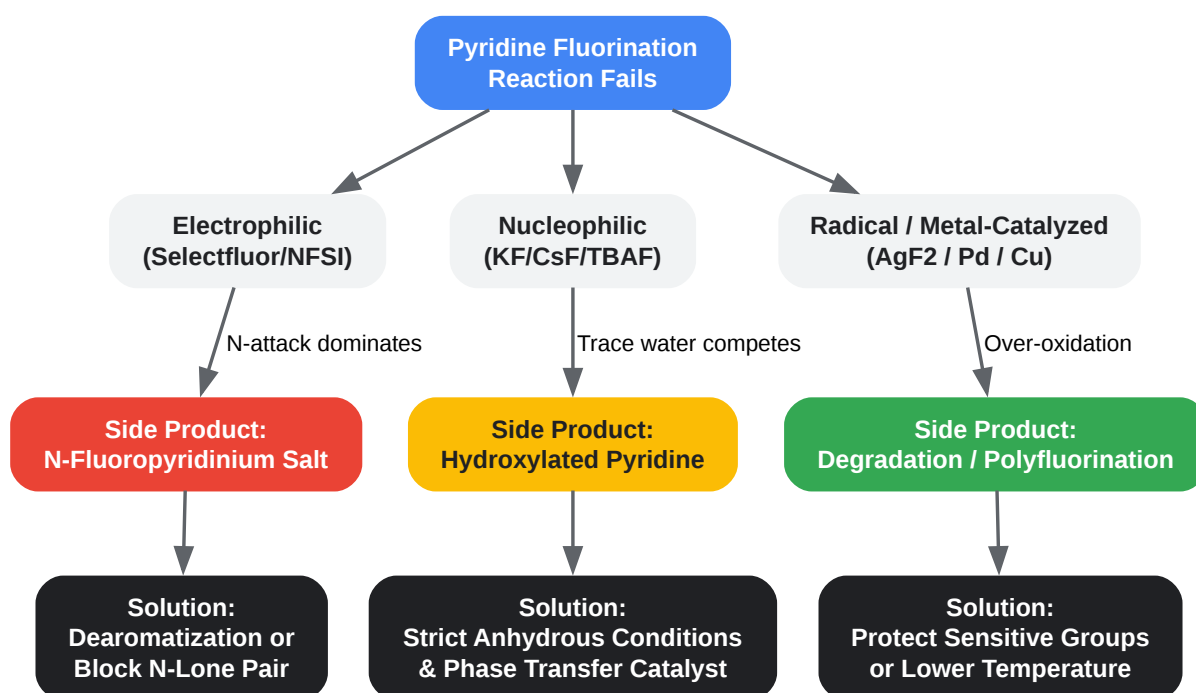 Pyridine Fluorination
Reaction Fails
Electrophilic
(Selectfluor/NFSI)
Nucleophilic
(KF/CsF/TBAF)
Radical / Metal-Catalyzed
(AgF2 / Pd / Cu)
N-attack dominates
Trace water competes
Over-oxidation
Side Product:
N-Fluoropyridinium Salt
Side Product:
Hydroxylated Pyridine
Side Product:
Degradation / Polyfluorination
Solution:
Dearomatization or
Block N-Lone Pair
Solution:
Strict Anhydrous Conditions
& Phase Transfer Catalyst
Solution:
Protect Sensitive Groups
or Lower Temperature